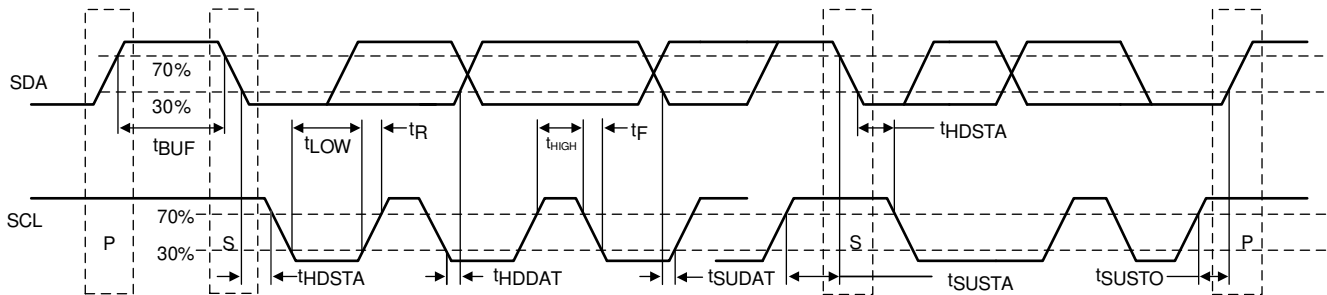 SDA
70%
30%
tBUF
tLOW
tR
tHIGH
tF
tHDSTA
SCL
70%
30%
P
S
S
P
tHDSTA
tHDDAT
tSUDAT
tSUSTA
tSUSTO